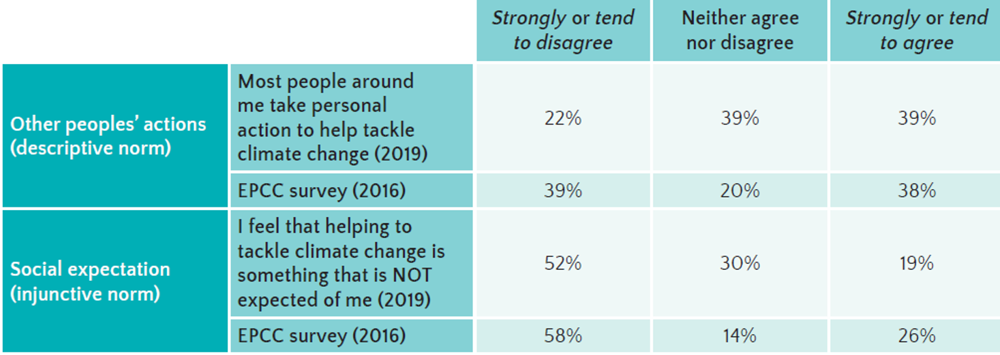 Strongly or tend
to disagree
Neither agree
nor disagree
Strongly or tend
to agree
Other peoples’ actions
(descriptive norm)
Most people around
me take personal
action to help tackle
climate change (2019)
22%
39%
39%
EPCC survey (2016)
39%
20%
38%
Social expectation
(injunctive norm)
I feel that helping to
tackle climate change is
something that is NOT
expected of me (2019)
52%
30%
19%
EPCC survey (2016)
58%
14%
26%